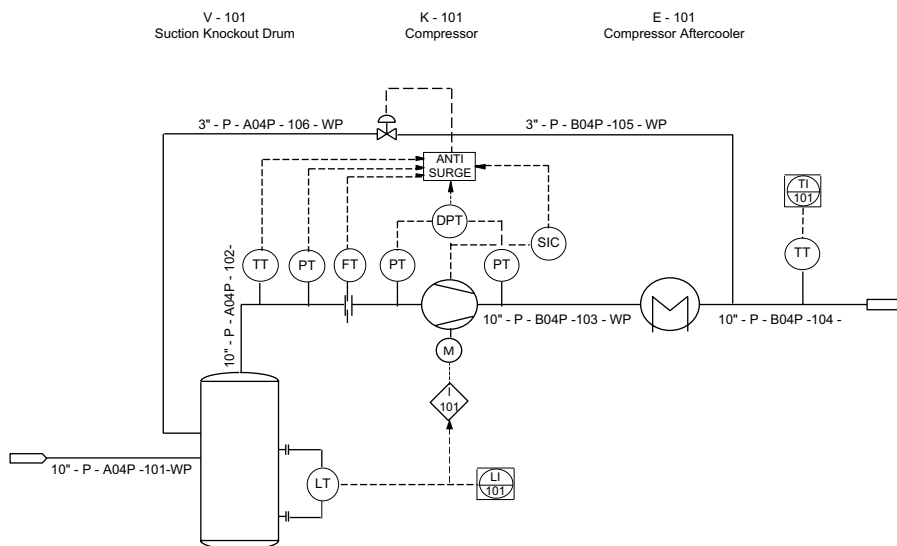 V - 101
Suction Knockout Drum
K - 101
Compressor
E - 101
Compressor Aftercooler
3" - P - A04P - 106 - WP
3" - P - B04P -105 - WP
ANTI
SURGE
TI
101
DPT
SIC
TT
PT
FT
PT
PT
TT
10" - P - A04P - 102-
10" - P - B04P -103 - WP
10" - P - B04P -104 -
M
I
101
10" - P - A04P -101-WP
LT
LI
101